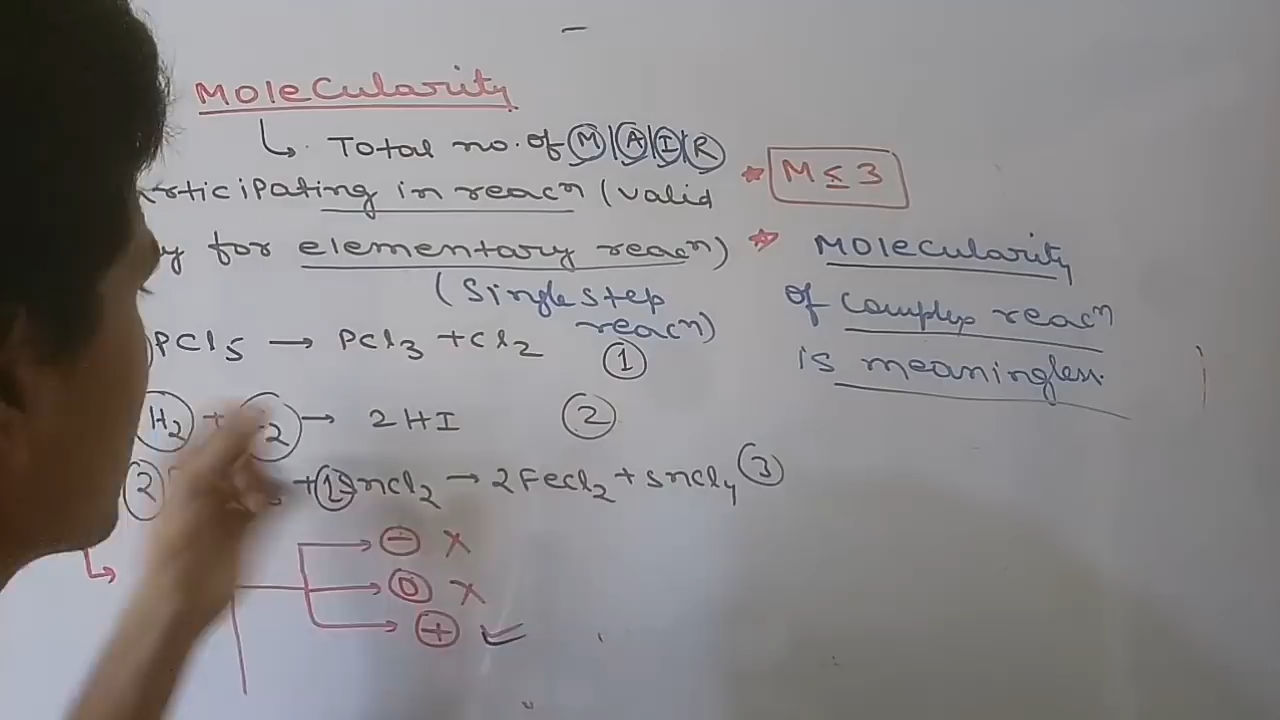 Molecularity
↳ Total no. of M/A/I/R
rticipating in reacⁿ (valid
y for elementary reacⁿ)
(Single step
reacⁿ)
PCl5 → PCl3 + Cl2 1
H2 + 2 → 2HI 2
2 + 1 SnCl2 → 2FeCl2 + SnCl4 3
− ×
0 ×
+ ✓
* M ≤ 3
* Molecularity
of complex reacⁿ
is meaningless.